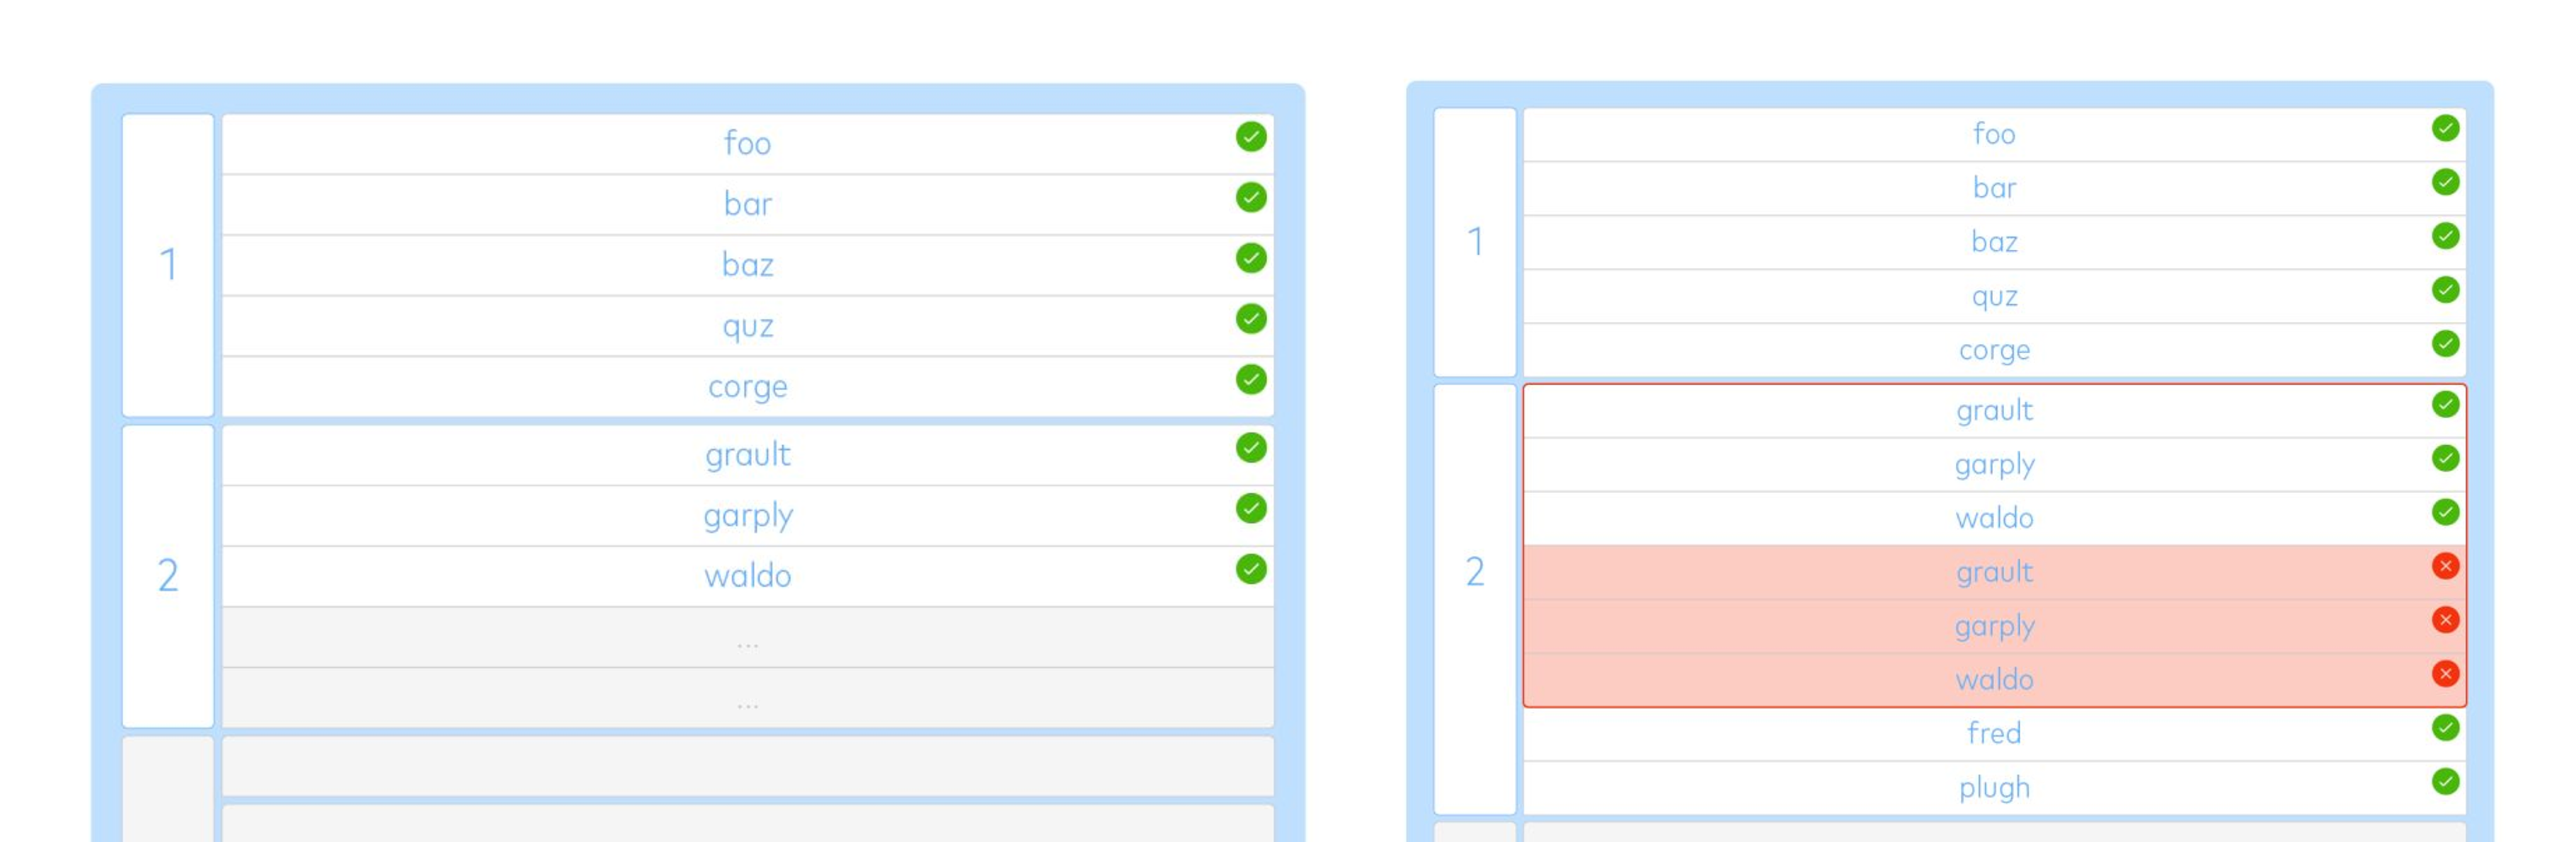 1
foo
bar
baz
quz
corge
2
grault
garply
waldo
...
...
1
foo
bar
baz
quz
corge
2
grault
garply
waldo
grault
garply
waldo
fred
plugh